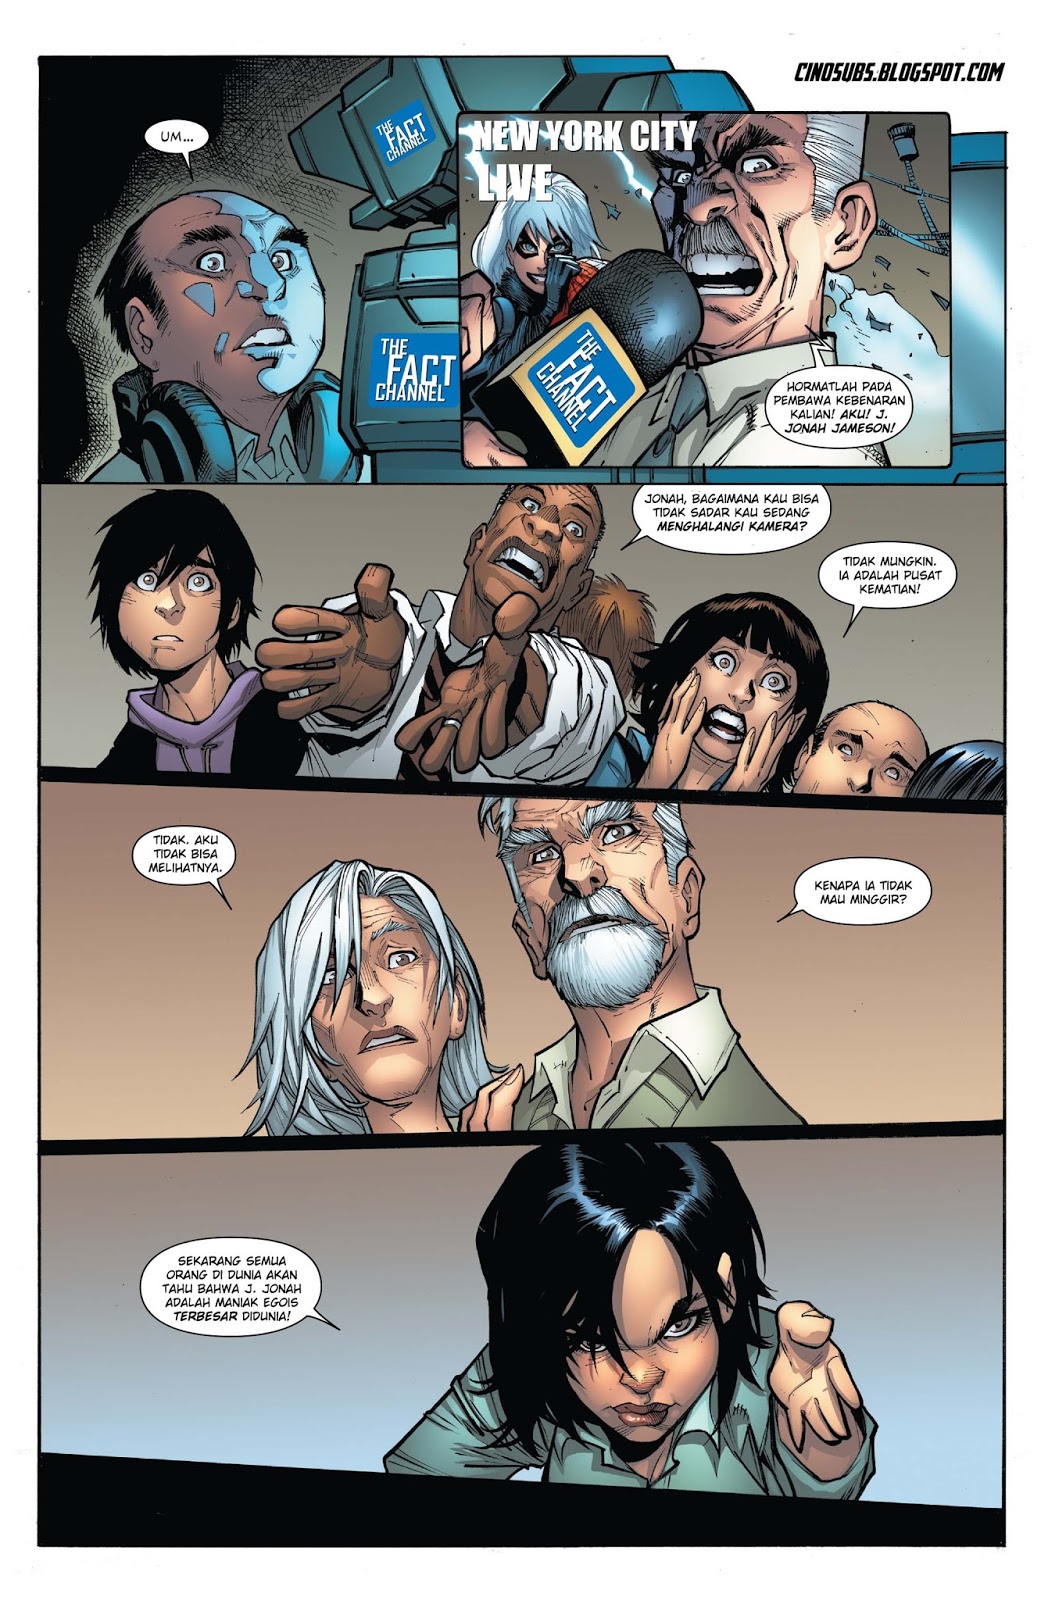 CINOSUBS.BLOGSPOT.COM
UM...
THE
FACT
CHANNEL
THE
FACT
CHANNEL
NEW YORK CITY
LIVE
THE
FACT
CHANNEL
HORMATLAH PADA
PEMBAWA KEBENARAN
KALIAN! AKU! J.
JONAH JAMESON!
JONAH, BAGAIMANA KAU BISA
TIDAK SADAR KAU SEDANG
MENGHALANGI KAMERA?
TIDAK MUNGKIN.
IA ADALAH PUSAT
KEMATIAN!
TIDAK. AKU
TIDAK BISA
MELIHATNYA.
KENAPA IA TIDAK
MAU MINGGIR?
SEKARANG SEMUA
ORANG DI DUNIA AKAN
TAHU BAHWA J. JONAH
ADALAH MANIAK EGOIS
TERBESAR DIDUNIA!